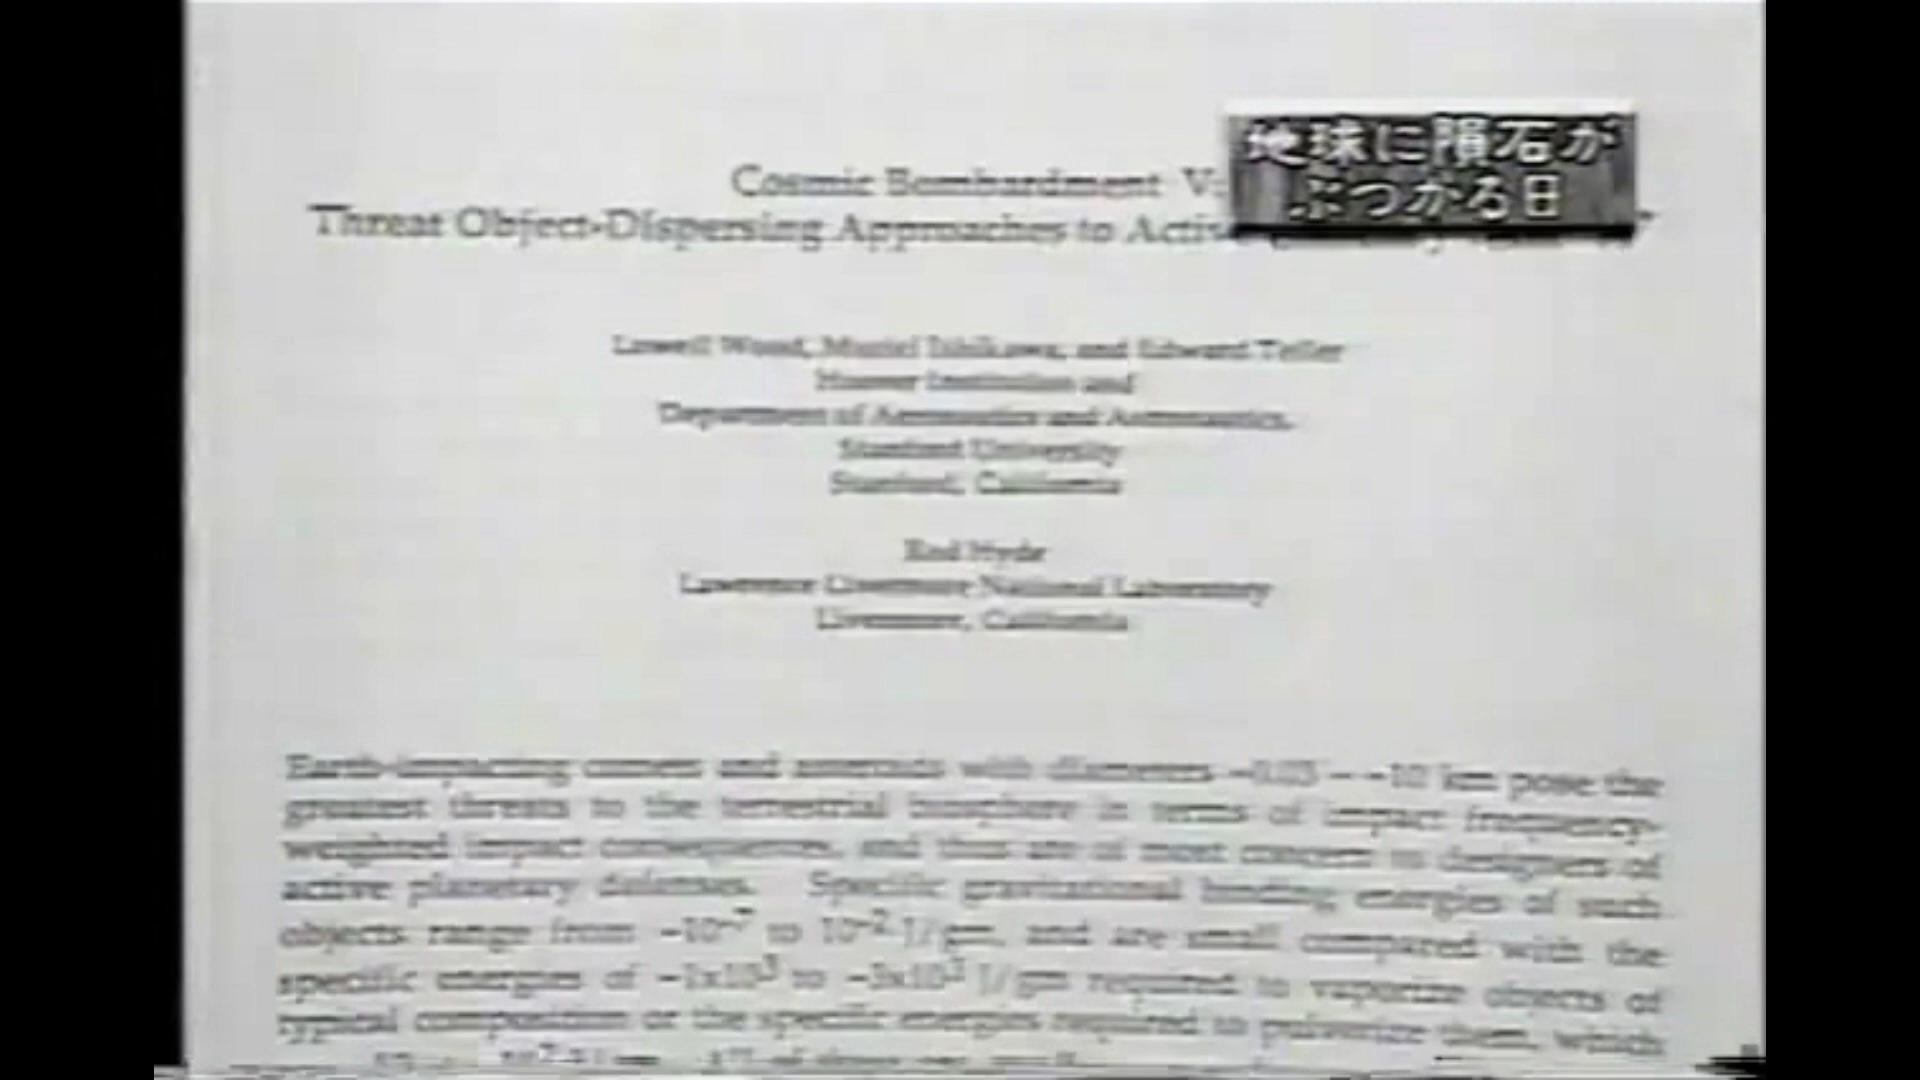 Cosmic Bombardment V:
地球に隕石が
ぶつかる日
Threat Object-Dispersing Approaches to Active
Lowell Wood, Muriel Ishikawa, and Edward Teller
Hoover Institution and
Department of Aeronautics and Astronautics,
Stanford University
Stanford, California
Rod Hyde
Lawrence Livermore National Laboratory
Livermore, California
Earth-impacting comets and asteroids with diameters km pose the
greatest threats to the terrestrial biosphere in terms of impact frequency-
weighted impact consequences, and thus are of most concern to designers of
active planetary defenses. Specific gravitational binding energies of such
objects range from ~10-7 to 10-2 J/gm, and are small compared with the
specific energies of to J/gm required to vaporize objects of
typical composition or the specific energies required to pulverize them, which